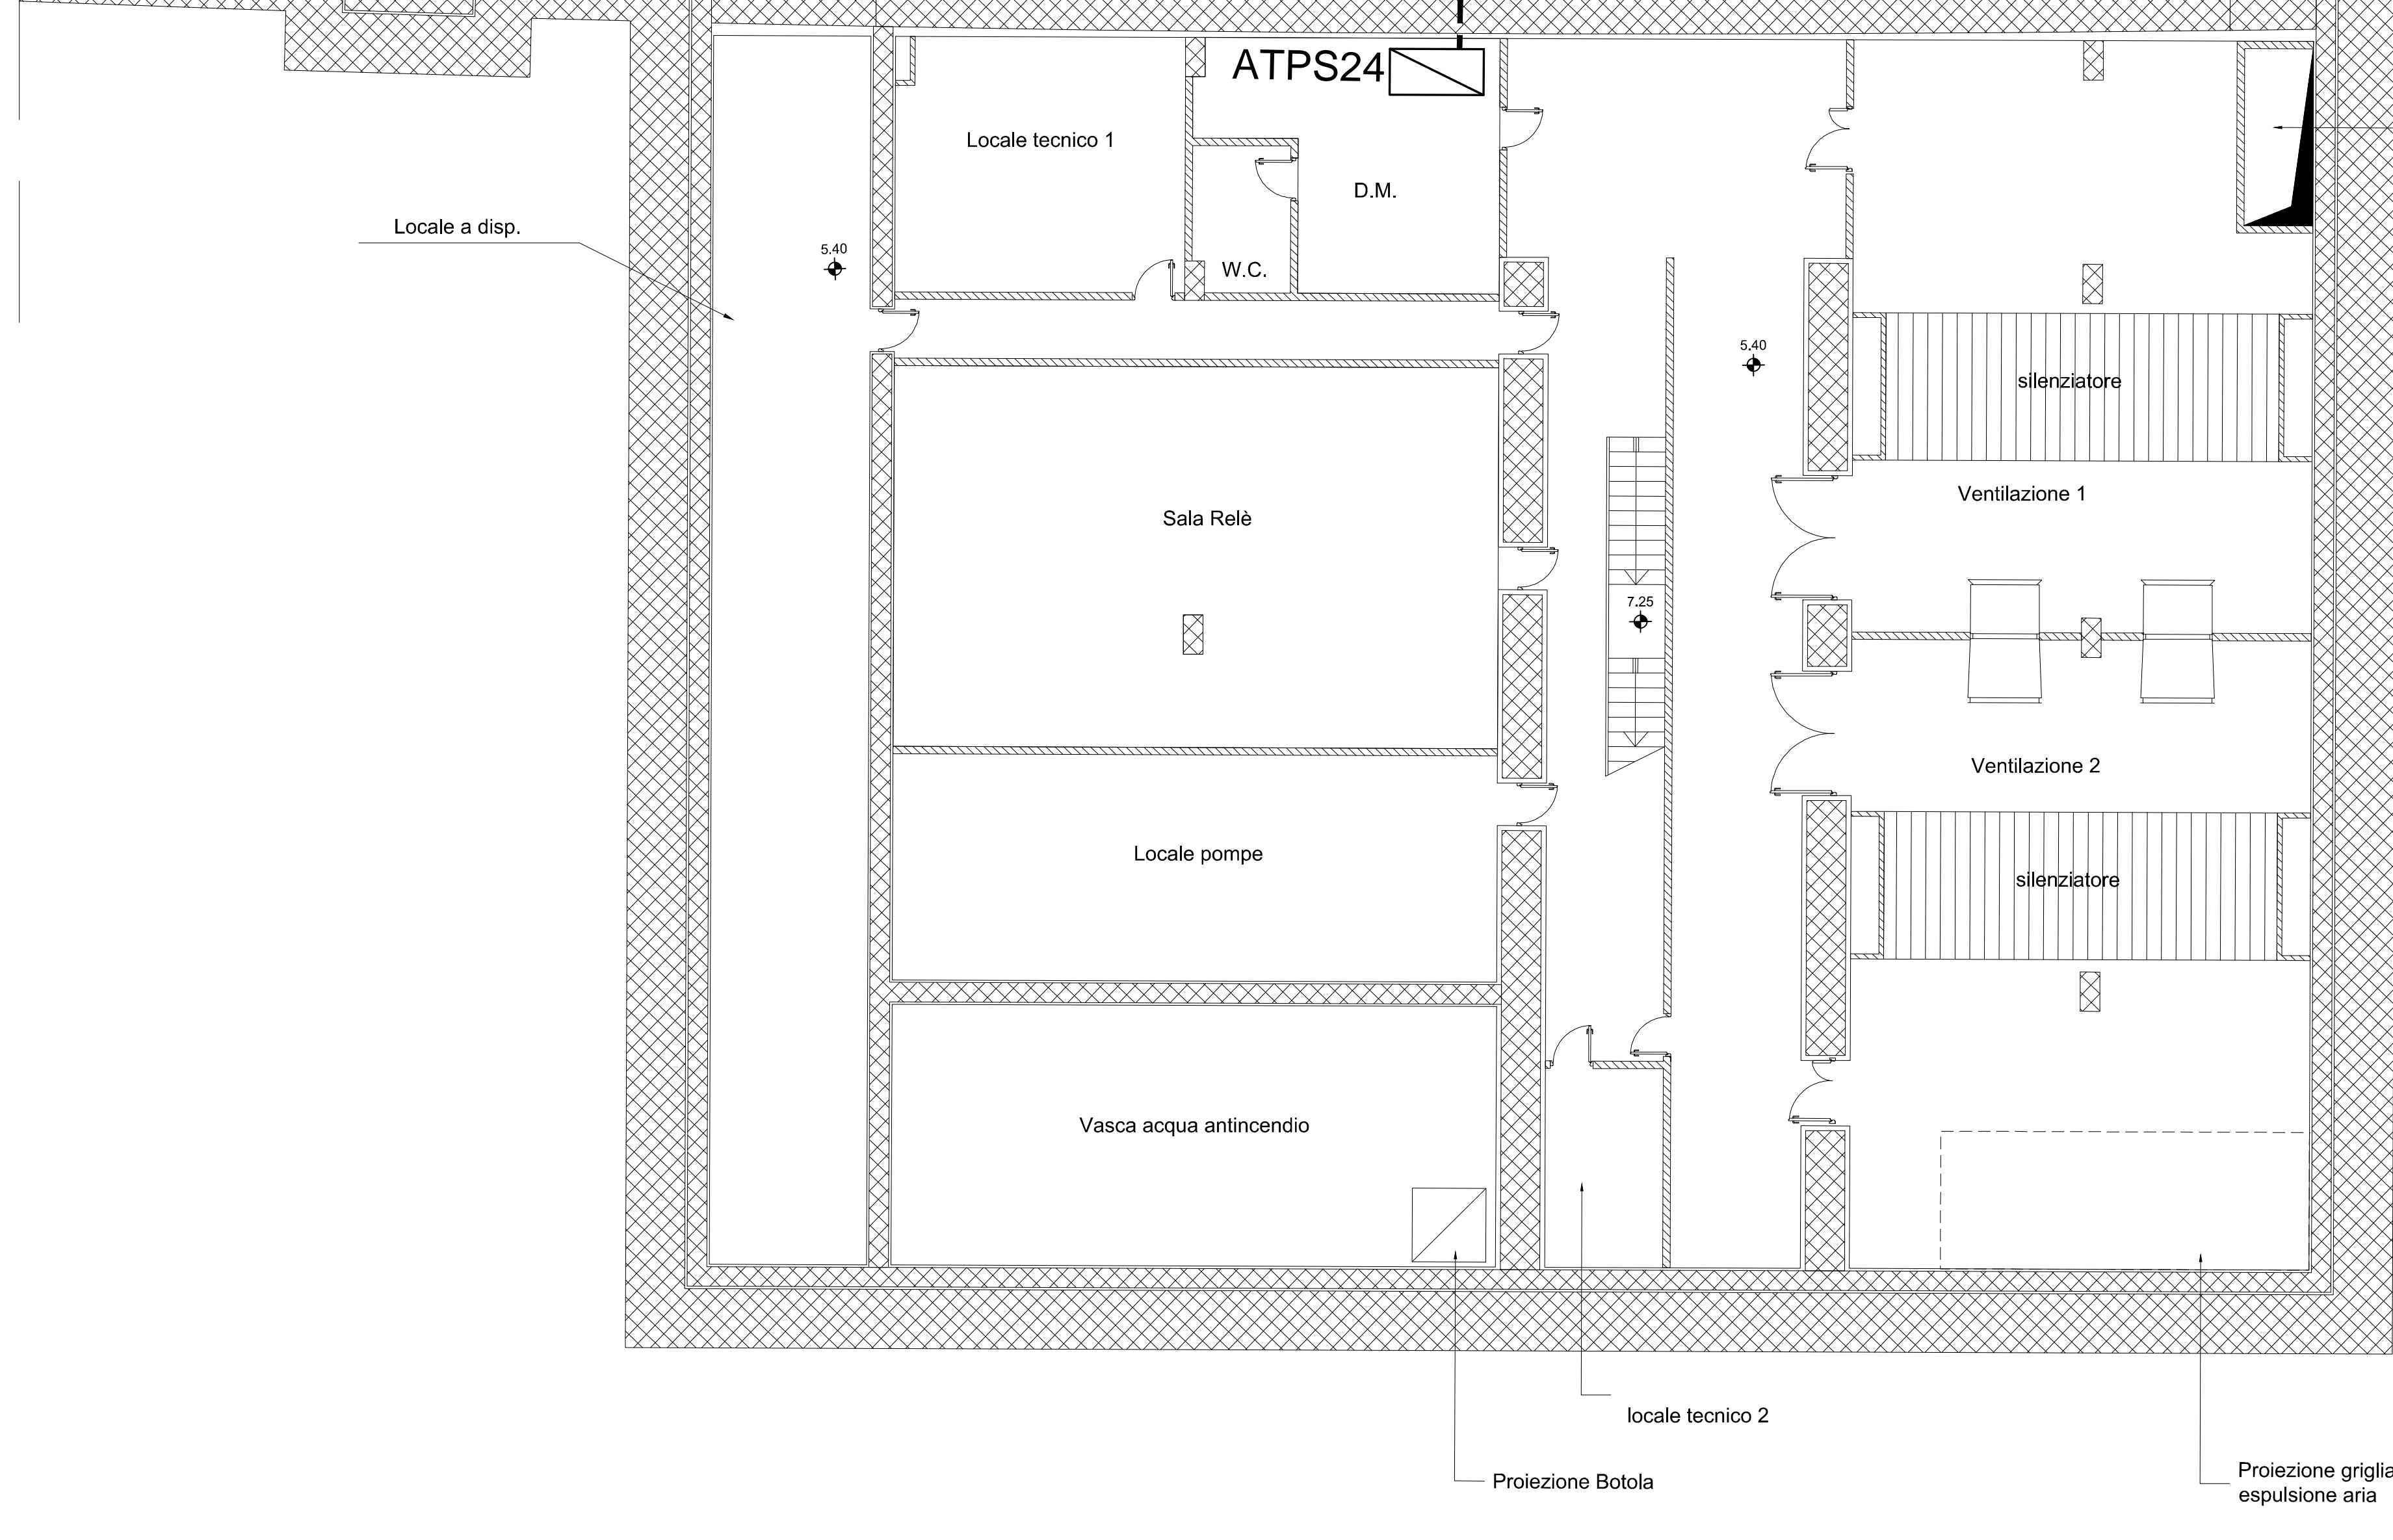 ATPS24
Locale tecnico 1
D.M.
Locale a disp.
5.40
W.C.
5.40
silenziatore
Ventilazione 1
Sala Relè
7.25
Ventilazione 2
Locale pompe
silenziatore
Vasca acqua antincendio
locale tecnico 2
Proiezione Botola
Proiezione griglia
espulsione aria